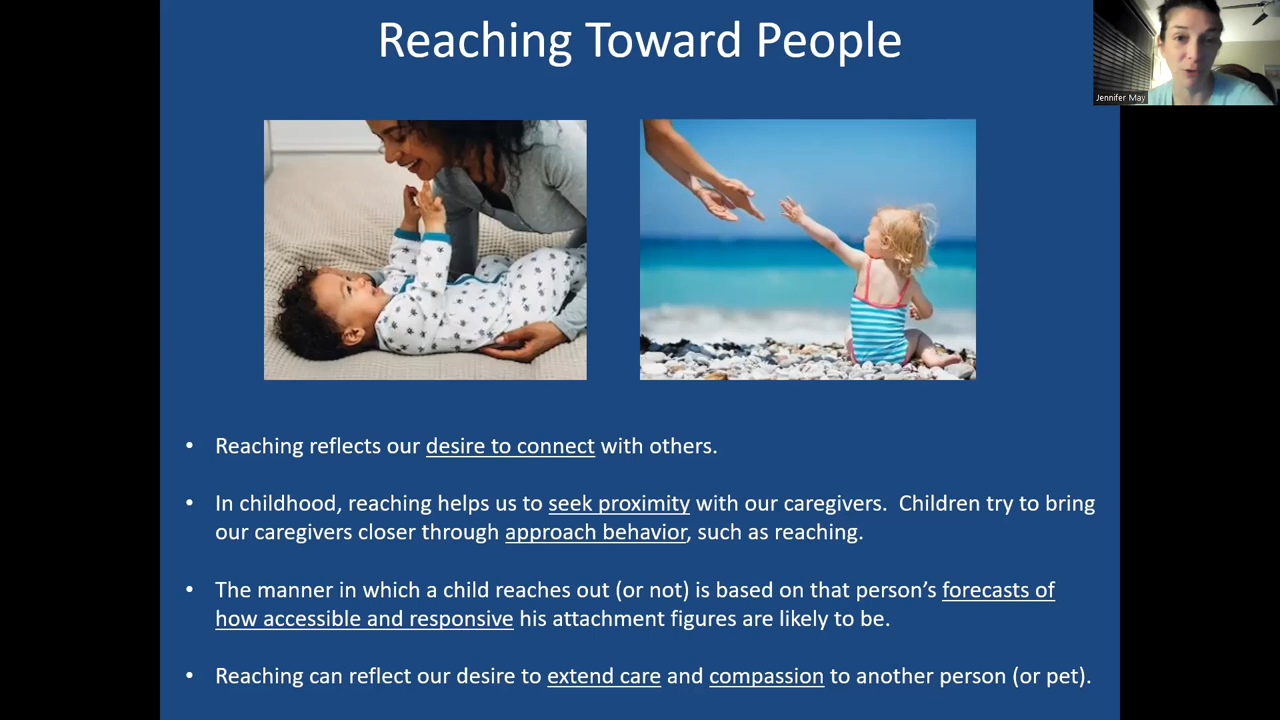 Reaching Toward People
Jennifer May
• Reaching reflects our desire to connect with others.
• In childhood, reaching helps us to seek proximity with our caregivers.  Children try to bring
our caregivers closer through approach behavior, such as reaching.
• The manner in which a child reaches out (or not) is based on that person’s forecasts of
how accessible and responsive his attachment figures are likely to be.
• Reaching can reflect our desire to extend care and compassion to another person (or pet).